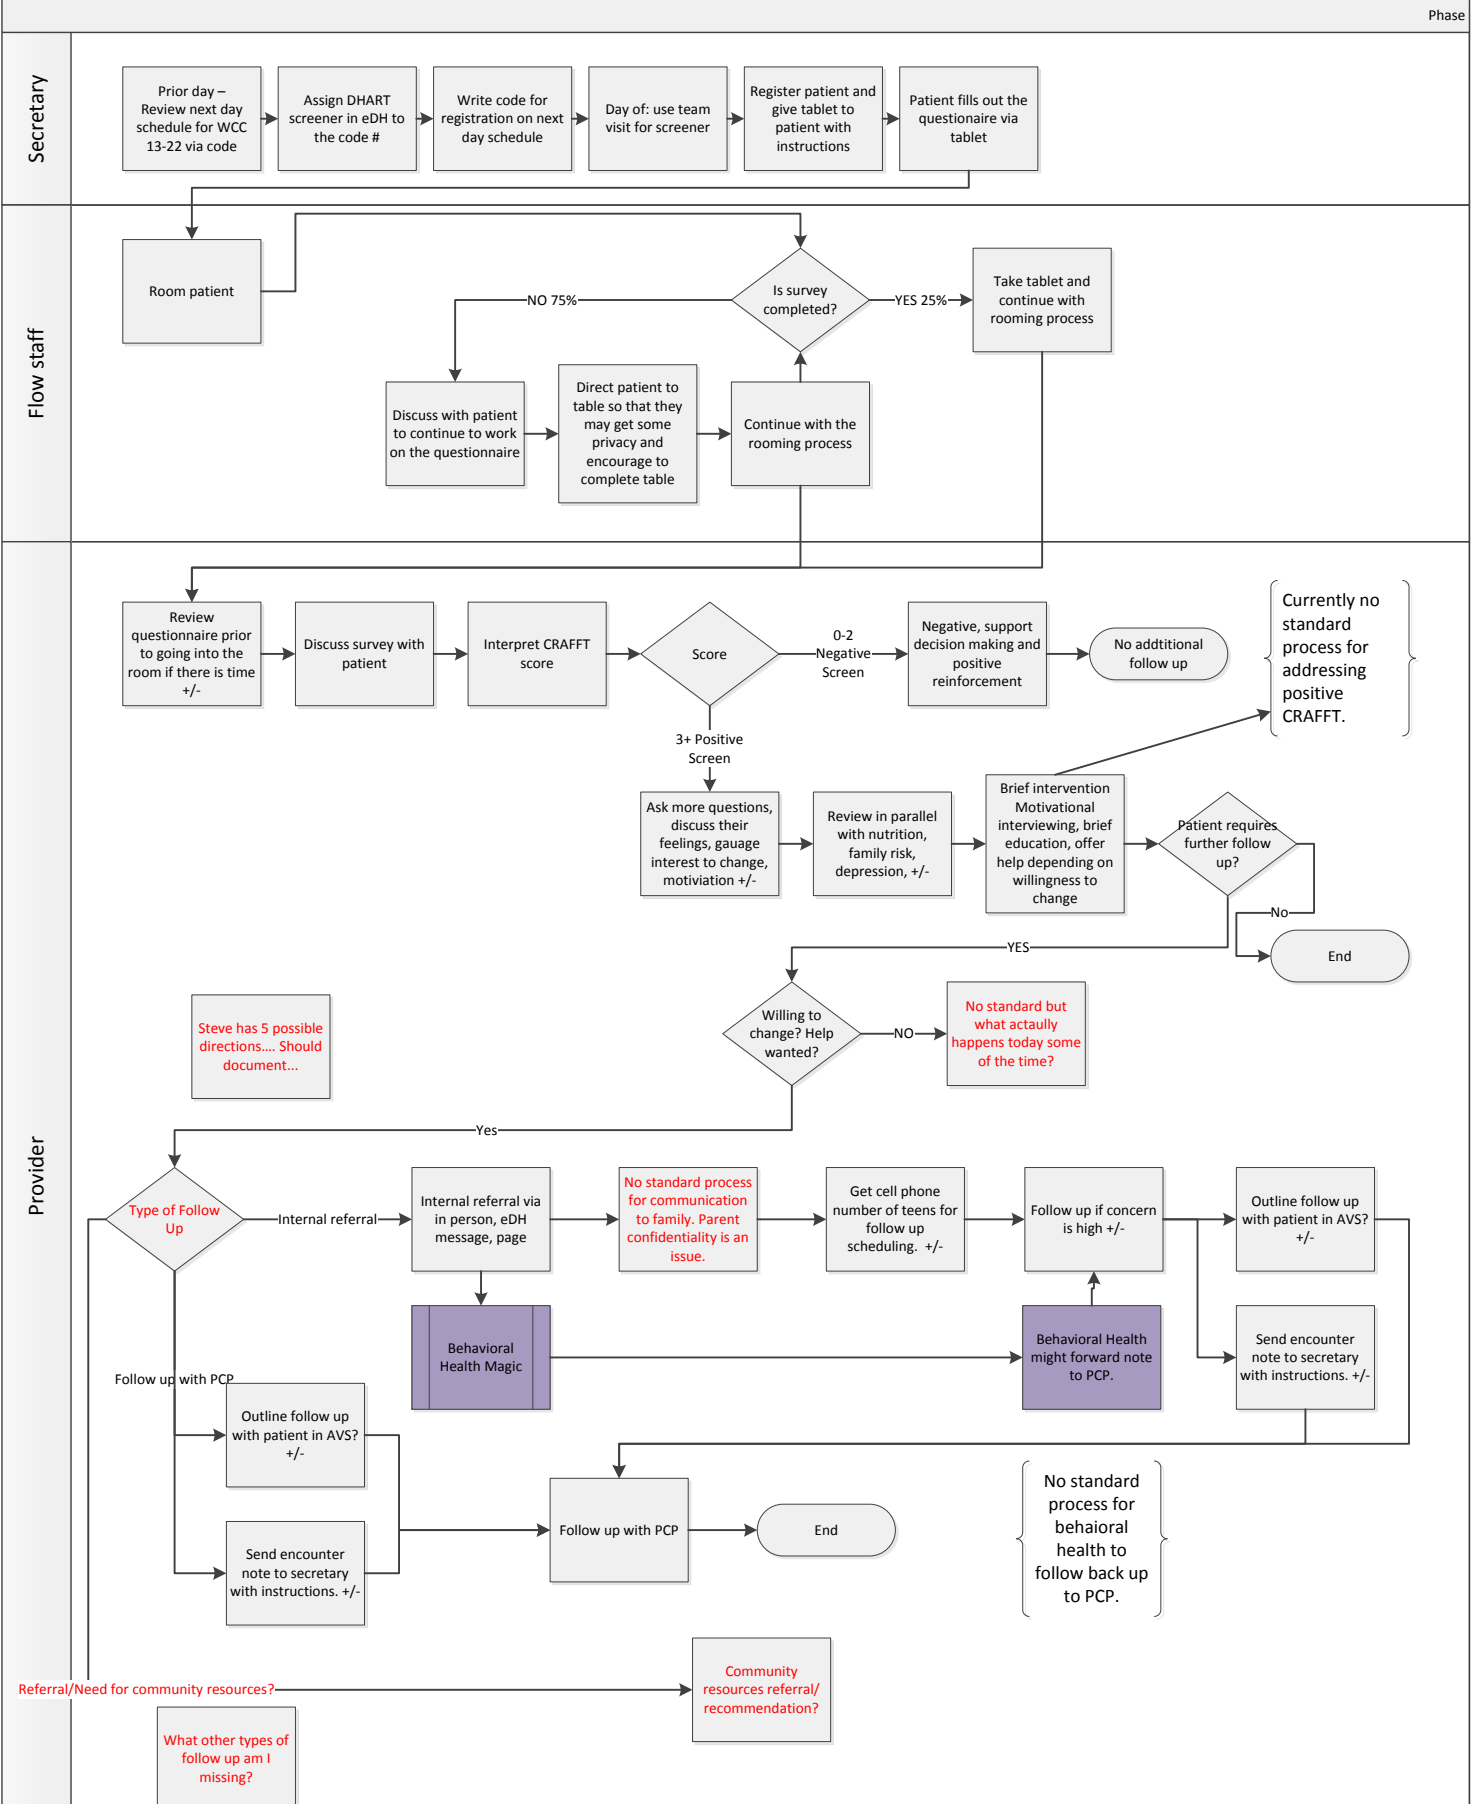 Phase
Secretary
Prior day –
Review next day
schedule for WCC
13-22 via code
Assign DHART
screener in eDH to
the code #
Write code for
registration on next
day schedule
Day of: use team
visit for screener
Register patient and
give tablet to
patient with
instructions
Patient fills out the
questionaire via
tablet
Flow staff
Room patient
Is survey
completed?
NO 75%
YES 25%
Take tablet and
continue with
rooming process
Discuss with patient
to continue to work
on the questionnaire
Direct patient to
table so that they
may get some
privacy and
encourage to
complete table
Continue with the
rooming process
Provider
Review
questionnaire prior
to going into the
room if there is time
+/-
Discuss survey with
patient
Interpret CRAFFT
score
Score
0-2
Negative
Screen
Negative, support
decision making and
positive
reinforcement
No addtitional
follow up
Currently no
standard
process for
addressing
positive
CRAFFT.
3+ Positive
Screen
Ask more questions,
discuss their
feelings, gauage
interest to change,
motiviation +/-
Review in parallel
with nutrition,
family risk,
depression, +/-
Brief intervention
Motivational
interviewing, brief
education, offer
help depending on
willingness to
change
Patient requires
further follow
up?
No
End
YES
Willing to
change? Help
wanted?
NO
No standard but
what actaully
happens today some
of the time?
Steve has 5 possible
directions.... Should
document...
Yes
Type of Follow
Up
Internal referral
Internal referral via
in person, eDH
message, page
No standard process
for communication
to family. Parent
confidentiality is an
issue.
Get cell phone
number of teens for
follow up
scheduling.  +/-
Follow up if concern
is high +/-
Outline follow up
with patient in AVS?
+/-
Behavioral
Health Magic
Behavioral Health
might forward note
to PCP.
Send encounter
note to secretary
with instructions. +/-
Follow up with PCP
Outline follow up
with patient in AVS?
+/-
Send encounter
note to secretary
with instructions. +/-
Follow up with PCP
End
No standard
process for
behaioral
health to
follow back up
to PCP.
Referral/Need for community resources?
Community
resources referral/
recommendation?
What other types of
follow up am I
missing?